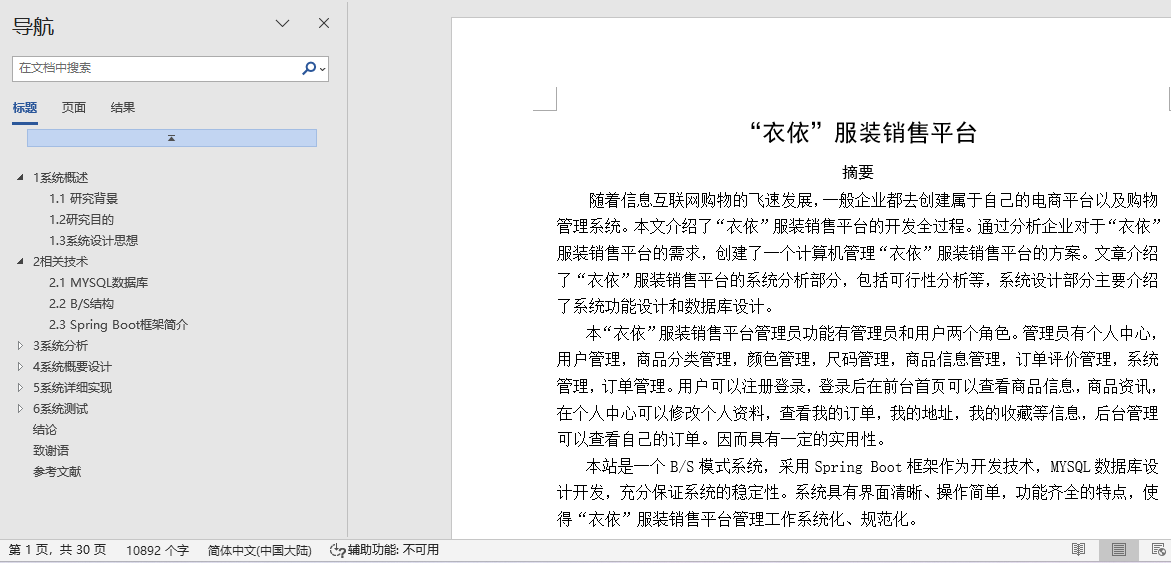 导航
在文档中搜索
标题 页面 结果
1系统概述
1.1 研究背景
1.2研究目的
1.3系统设计思想
2相关技术
2.1 MYSQL数据库
2.2 B/S结构
2.3 Spring Boot框架简介
3系统分析
4系统概要设计
5系统详细实现
6系统测试
结论
致谢语
参考文献
“衣依”服装销售平台
摘要
随着信息互联网购物的飞速发展，一般企业都去创建属于自己的电商平台以及购物
管理系统。本文介绍了“衣依”服装销售平台的开发全过程。通过分析企业对于“衣依”
服装销售平台的需求，创建了一个计算机管理“衣依”服装销售平台的方案。文章介绍
了“衣依”服装销售平台的系统分析部分，包括可行性分析等，系统设计部分主要介绍
了系统功能设计和数据库设计。
本“衣依”服装销售平台管理员功能有管理员和用户两个角色。管理员有个人中心，
用户管理，商品分类管理，颜色管理，尺码管理，商品信息管理，订单评价管理，系统
管理，订单管理。用户可以注册登录，登录后在前台首页可以查看商品信息，商品资讯，
在个人中心可以修改个人资料，查看我的订单，我的地址，我的收藏等信息，后台管理
可以查看自己的订单。因而具有一定的实用性。
本站是一个 B/S 模式系统，采用 Spring Boot 框架作为开发技术，MYSQL 数据库设
计开发，充分保证系统的稳定性。系统具有界面清晰、操作简单，功能齐全的特点，使
得“衣依”服装销售平台管理工作系统化、规范化。
第 1 页，共 30 页 10892 个字 简体中文(中国大陆) 辅助功能: 不可用